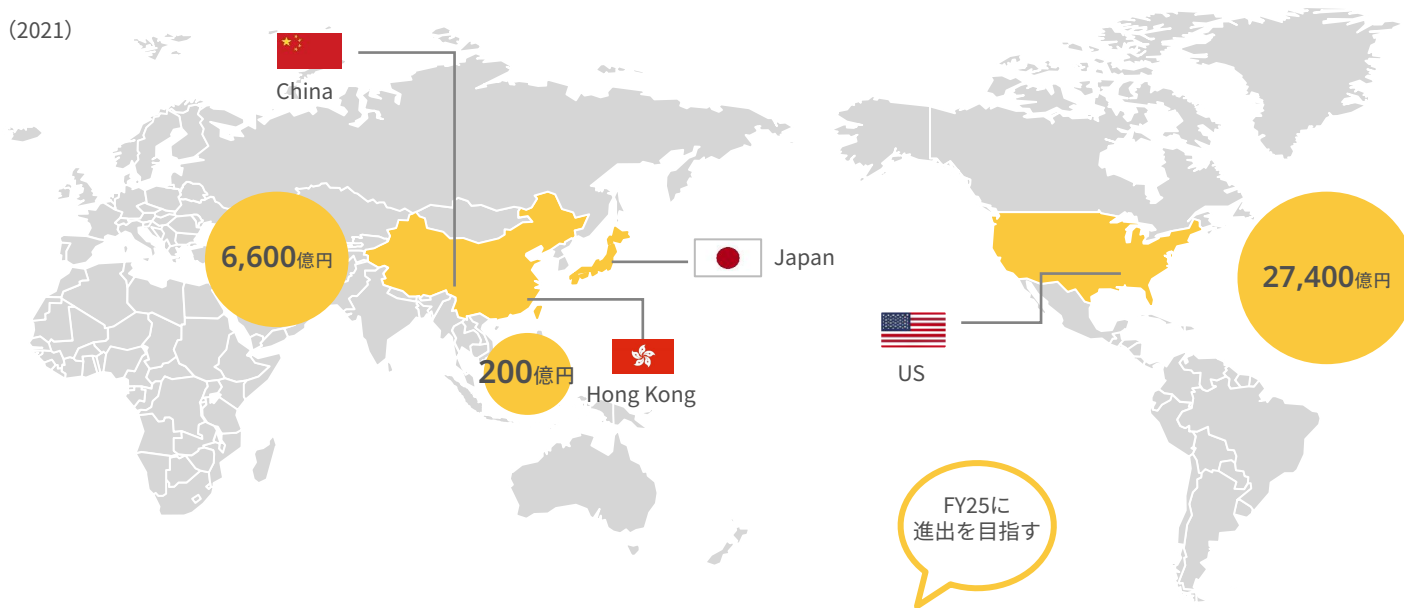 （2021）
China
6,600億円
Japan
27,400億円
200億円
Hong Kong
US
FY25に
進出を目指す